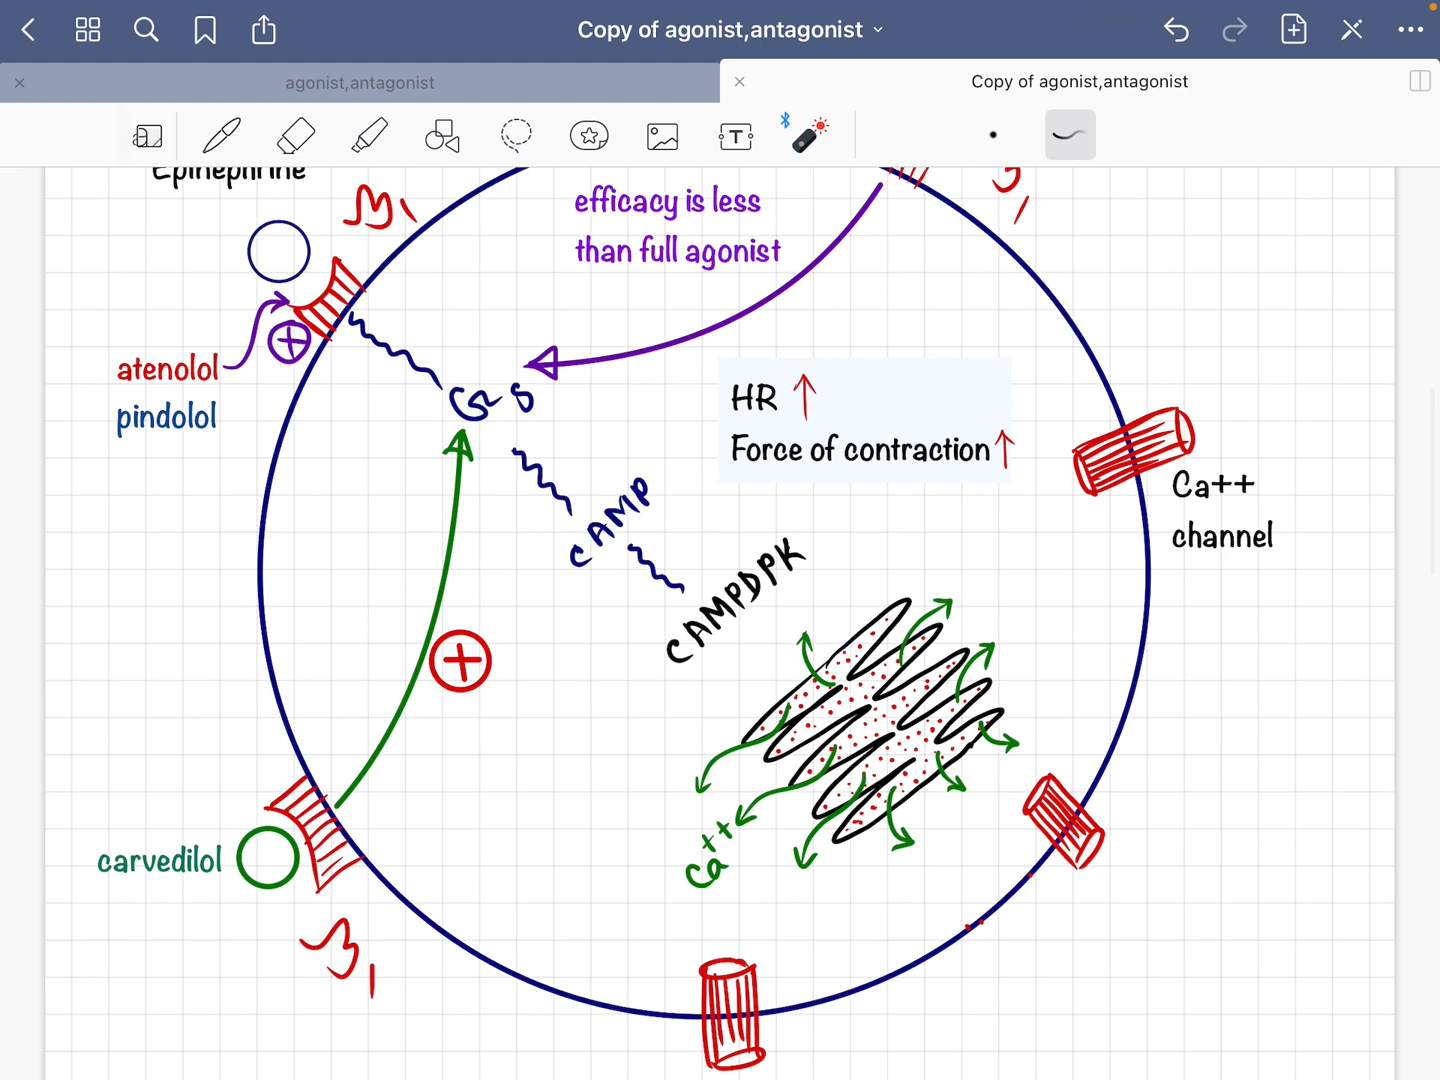 Copy of agonist,antagonist
agonist,antagonist
Copy of agonist,antagonist
T
Epinephrine
β1
β1
efficacy is less
than full agonist
atenolol
pindolol
Gs
HR ↑
Force of contraction ↑
Ca++
channel
CAMP
CAMPDPK
Ca++
carvedilol
β1